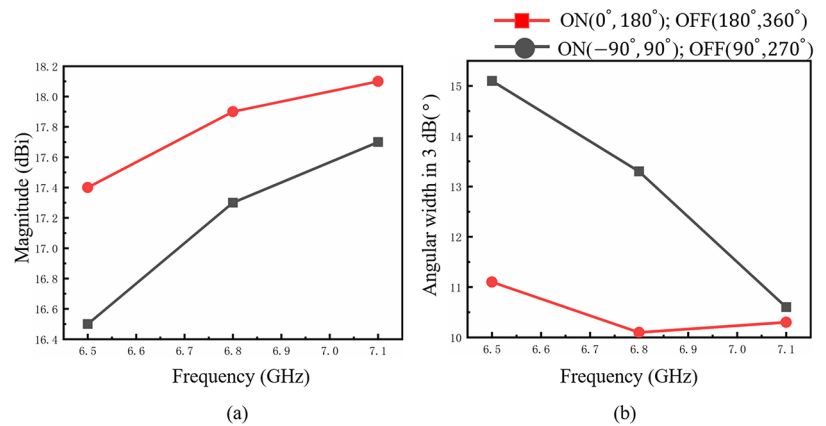 ON(0°, 180°); OFF(180°,360°)
ON(−90°, 90°); OFF(90°,270°)
(a)
18.2
18.0
17.8
17.6
17.4
17.2
17.0
16.8
16.6
16.4
Magnitude (dBi)
6.5 6.6 6.7 6.8 6.9 7.0 7.1
Frequency (GHz)
(a)
(b)
15
14
13
12
11
10
Angular width in 3 dB(°)
6.5 6.6 6.7 6.8 6.9 7.0 7.1
Frequency (GHz)
(b)